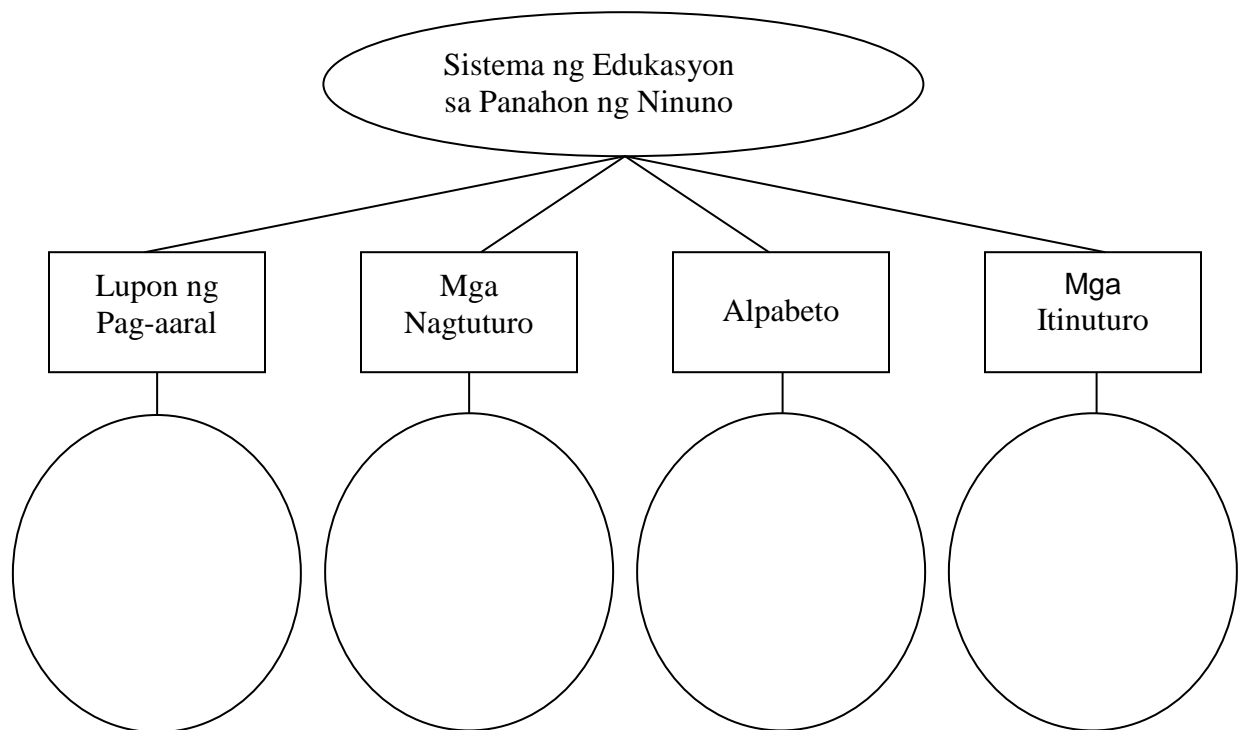 Sistema ng Edukasyon
sa Panahon ng Ninuno
Lupon ng
Pag-aaral
Mga
Nagtuturo
Alpabeto
Mga
Itinuturo